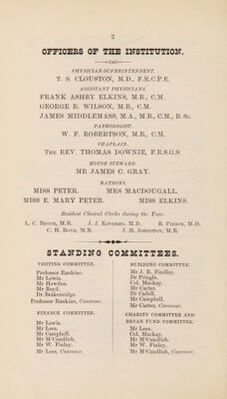 2
OFFICERS OF THE INSTITUTION.
PHYSICIAN-SUPERINTENDENT.
T. S. CLOUSTON, M.D., F.R.C.P.E.
ASSISTANT PHYSICIANS.
FRANK ASHBY ELKINS, M.B., C.M.
GEORGE R. WILSON, M.B., C.M.
JAMES MIDDLEMASS, M.A., M.B., C.M., B. Sc.
PATHOLOGIST.
W. F. ROBERTSON, M.B., C.M.
CHAPLAIN.
THE REV. THOMAS DOWNIE, F.R.S.G.S.
HOUSE STEWARD.
MR JAMES C. GRAY.
MATRONS.
MISS PETER. MRS MACDOUGALL.
MISS E. MARY PETER. MISS ELKINS.
Resident Clinical Clerks during the Year.
L. C. BRUCE, M.B. J. J. M.D. B. PIERCE, M.D.
C. H. BOND, M.B. J. H. JOHNSTON, M.B.
STANDING COMMITTEES.
VISITING COMMITTEE.
Professor Rankine.
Mr Lewis.
Mr Howden.
Mr Boyd.
Dr Brakenridge.
Professor Rankine, Convener.
FINANCE COMMITTEE.
Mr Lewis.
Mr Lees.
Mr Campbell.
Mr M'Candlish.
Mr W. Finlay.
Mr Lees, Convener.
BUILDING COMMITTEE.
Mr J. R. Findlay.
Dr Pringle.
Col. Mackay.
Mr Carter.
Dr Cadell.
Mr Campbell.
Mr Carter, Convener.
CHARITY COMMITTEE AND
BEVAN FUND COMMITTEE.
Mr Lees.
Col. Mackay.
Mr M'Candlish.
Mr W. Finlay.
Mr M'Candlish, Convener.